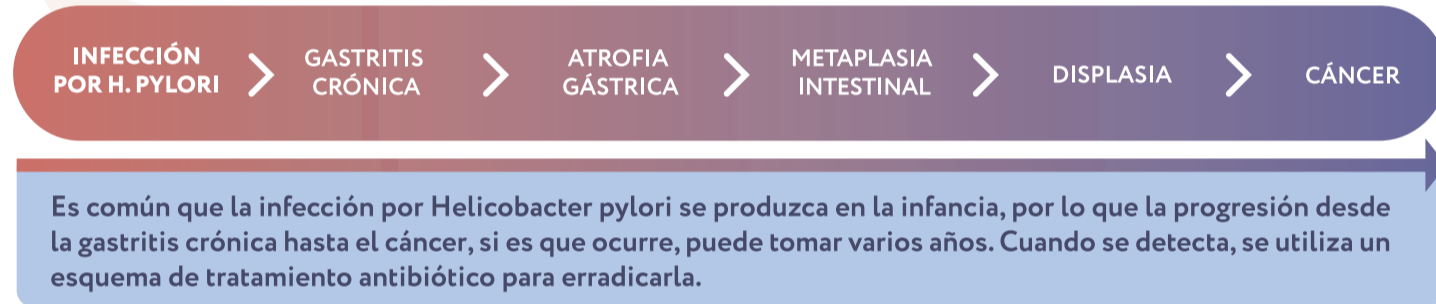 INFECCIÓN
POR H. PYLORI
GASTRITIS
CRÓNICA
ATROFIA
GÁSTRICA
METAPLASIA
INTESTINAL
DISPLASIA
CÁNCER
Es común que la infección por Helicobacter pylori se produzca en la infancia, por lo que la progresión desde
la gastritis crónica hasta el cáncer, si es que ocurre, puede tomar varios años. Cuando se detecta, se utiliza un
esquema de tratamiento antibiótico para erradicarla.